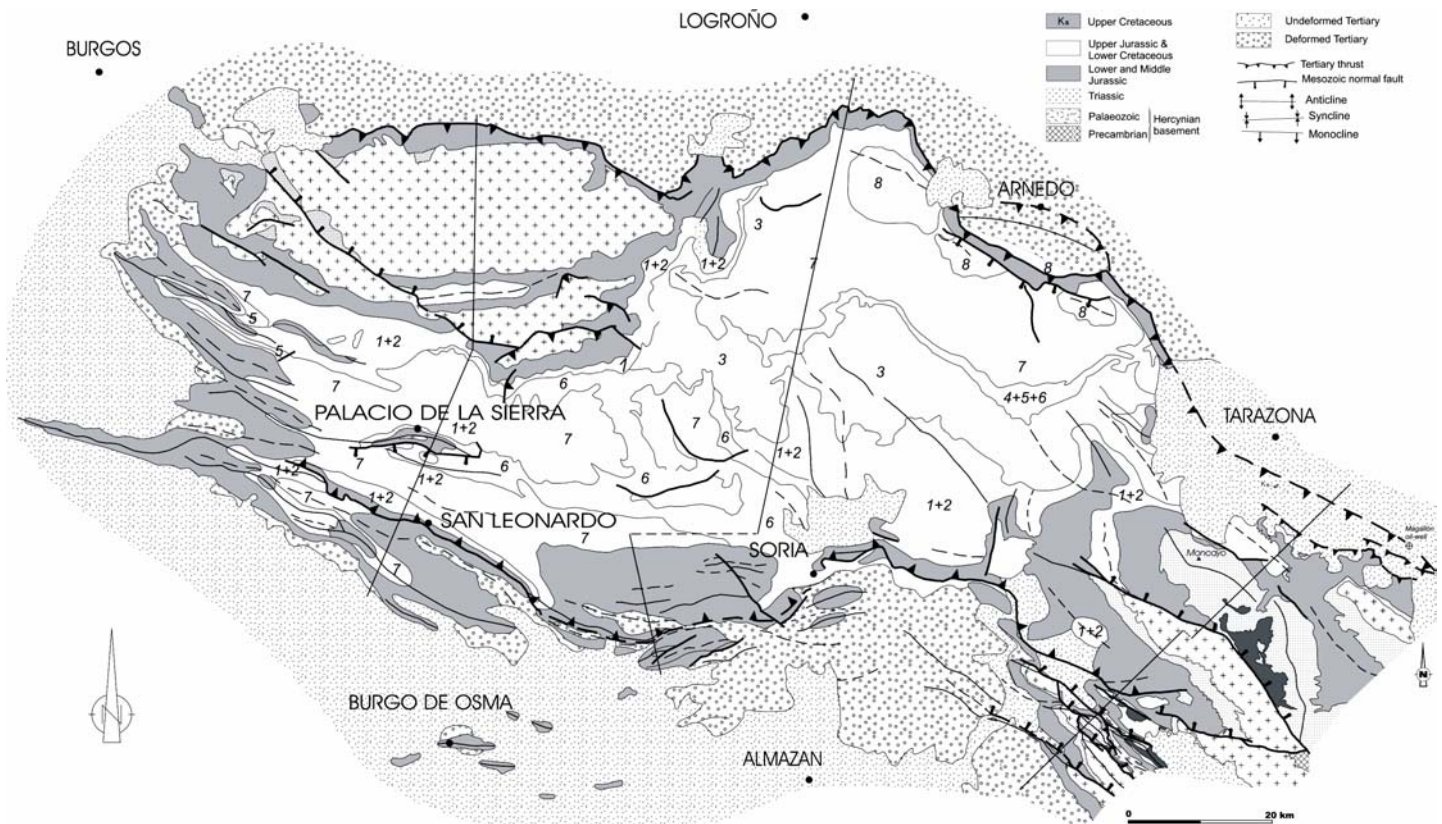 LOGROÑO
BURGOS
Ks Upper Cretaceous
Upper Jurassic &
Lower Cretaceous
Lower and Middle
Jurassic
Triassic
Palaeozoic
Precambrian
Hercynian
basement
Undeformed Tertiary
Deformed Tertiary
Tertiary thrust
Mesozoic normal fault
Anticline
Syncline
Monocline
8
ARNEDO
3
1+2
1+2
7
8
8
8
7
5
5
1+2
7
1
6
3
3
7
4+5+6
PALACIO DE LA SIERRA
1+2
7
7
6
TARAZONA
7
6
1+2
6
1+2
1+2
7
1+2
SAN LEONARDO
7
6
1+2
1+2
SORIA
Moncayo
Magallón
oil-well
7
1+2
BURGO DE OSMA
ALMAZAN
N
N
0 20 km